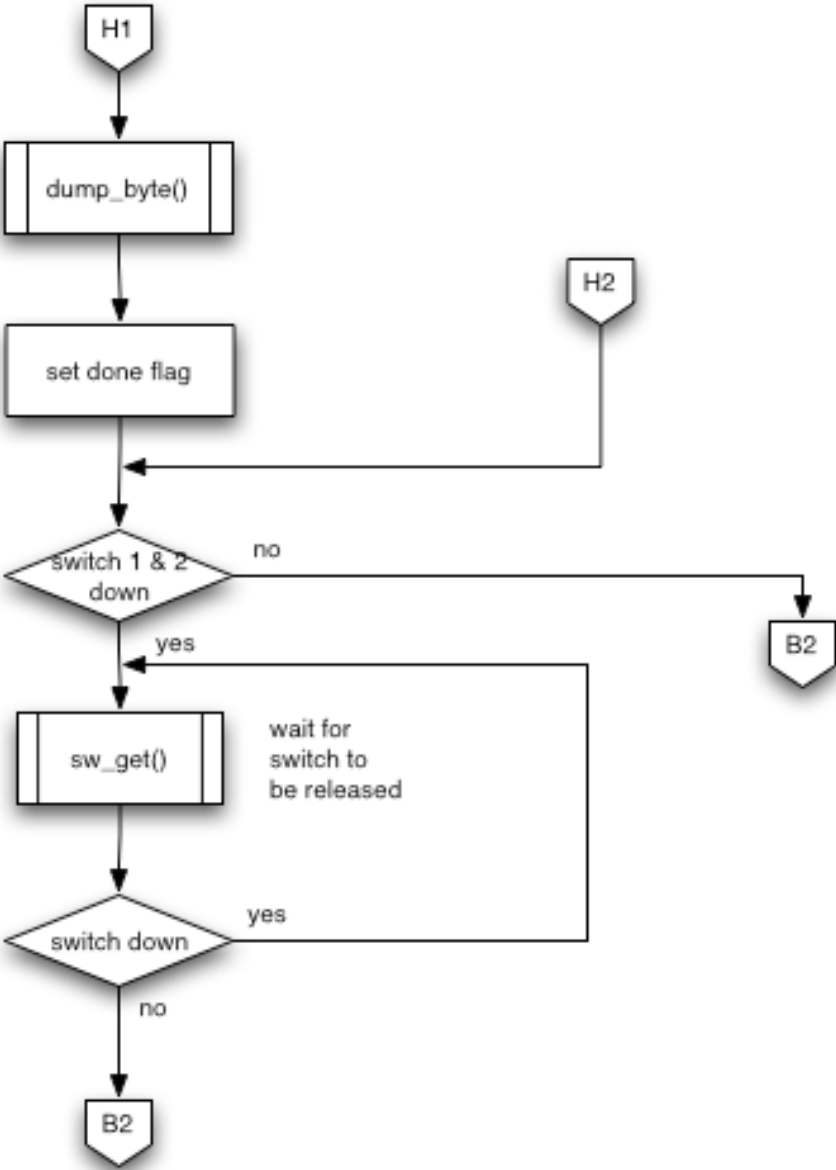 H1
dump_byte()
H2
set done flag
switch 1 & 2
down
no
B2
yes
sw_get()
wait for
switch to
be released
switch down
yes
no
B2